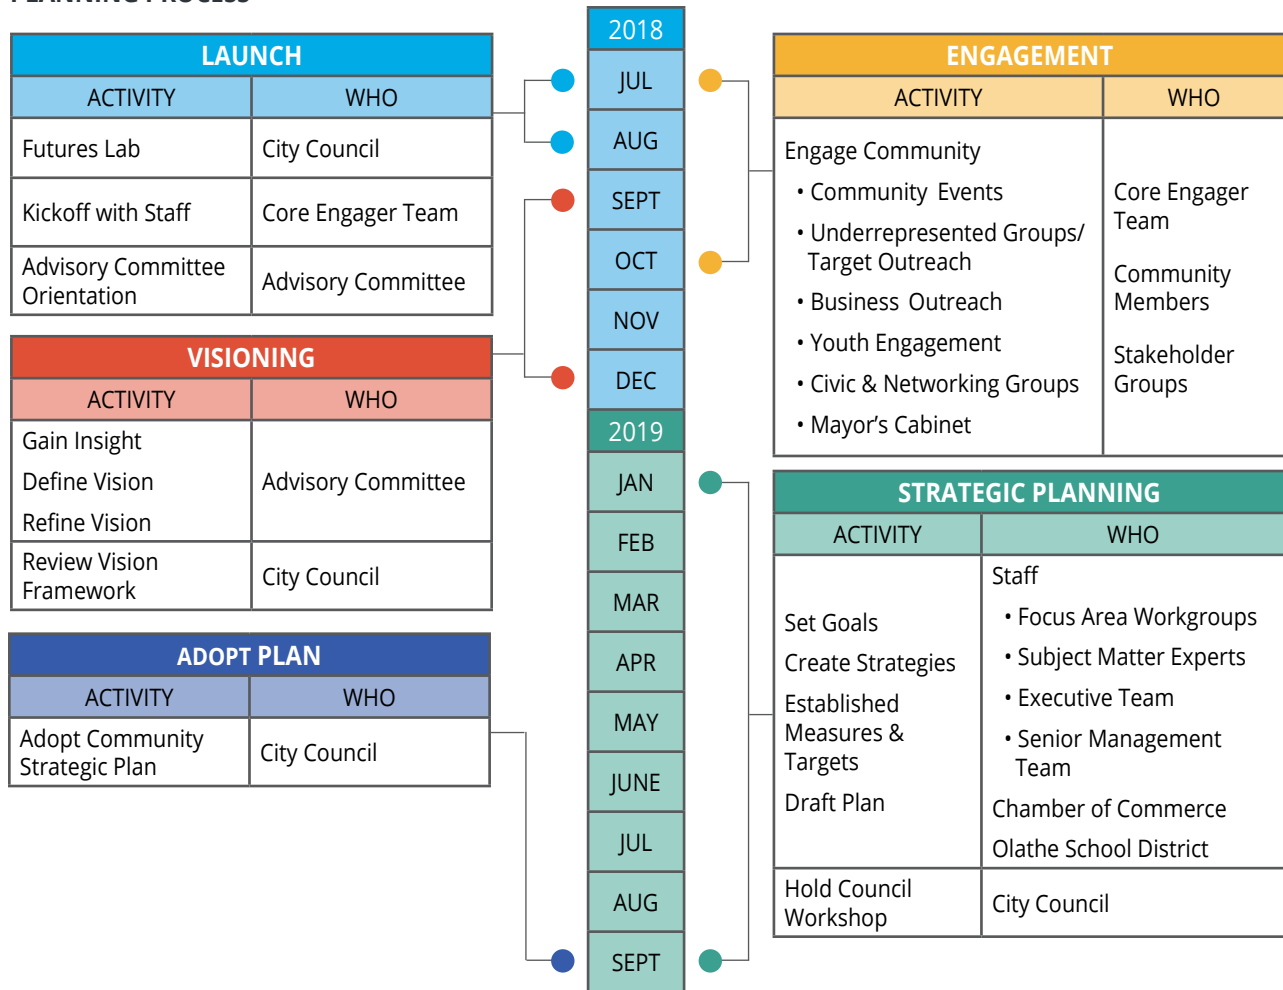 PLANNING PROCESS
LAUNCH
ACTIVITY
WHO
Futures Lab
City Council
Kickoff with Staff
Core Engager Team
Advisory Committee
Orientation
Advisory Committee
VISIONING
ACTIVITY
WHO
Gain Insight
Define Vision
Refine Vision
Advisory Committee
Review Vision
Framework
City Council
ADOPT PLAN
ACTIVITY
WHO
Adopt Community
Strategic Plan
City Council
2018
JUL
AUG
SEPT
OCT
NOV
DEC
2019
JAN
FEB
MAR
APR
MAY
JUNE
JUL
AUG
SEPT
ENGAGEMENT
ACTIVITY
WHO
Engage Community
• Community Events
• Underrepresented Groups/
Target Outreach
• Business Outreach
• Youth Engagement
• Civic & Networking Groups
• Mayor's Cabinet
Core Engager
Team
Community
Members
Stakeholder
Groups
STRATEGIC PLANNING
ACTIVITY
WHO
Set Goals
Create Strategies
Established
Measures &
Targets
Draft Plan
Staff
• Focus Area Workgroups
• Subject Matter Experts
• Executive Team
• Senior Management
Team
Chamber of Commerce
Olathe School District
Hold Council
Workshop
City Council